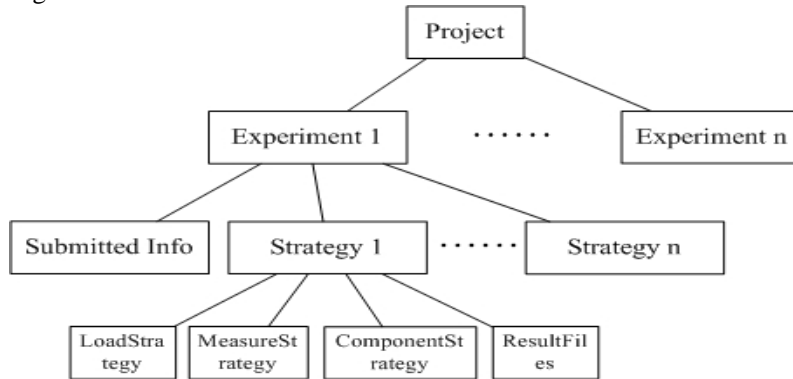 Project
Experiment 1 ...... Experiment n
Submitted Info Strategy 1 ...... Strategy n
LoadStra MeasureSt ComponentSt ResultFil
tegy rategy rategy es